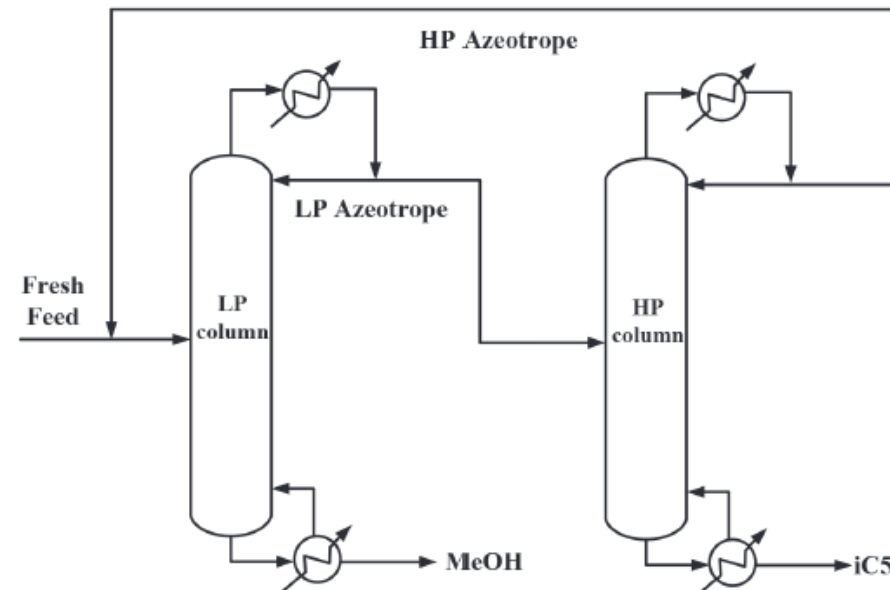 HP Azeotrope
LP Azeotrope
Fresh
Feed
LP
column
HP
column
MeOH
iC5